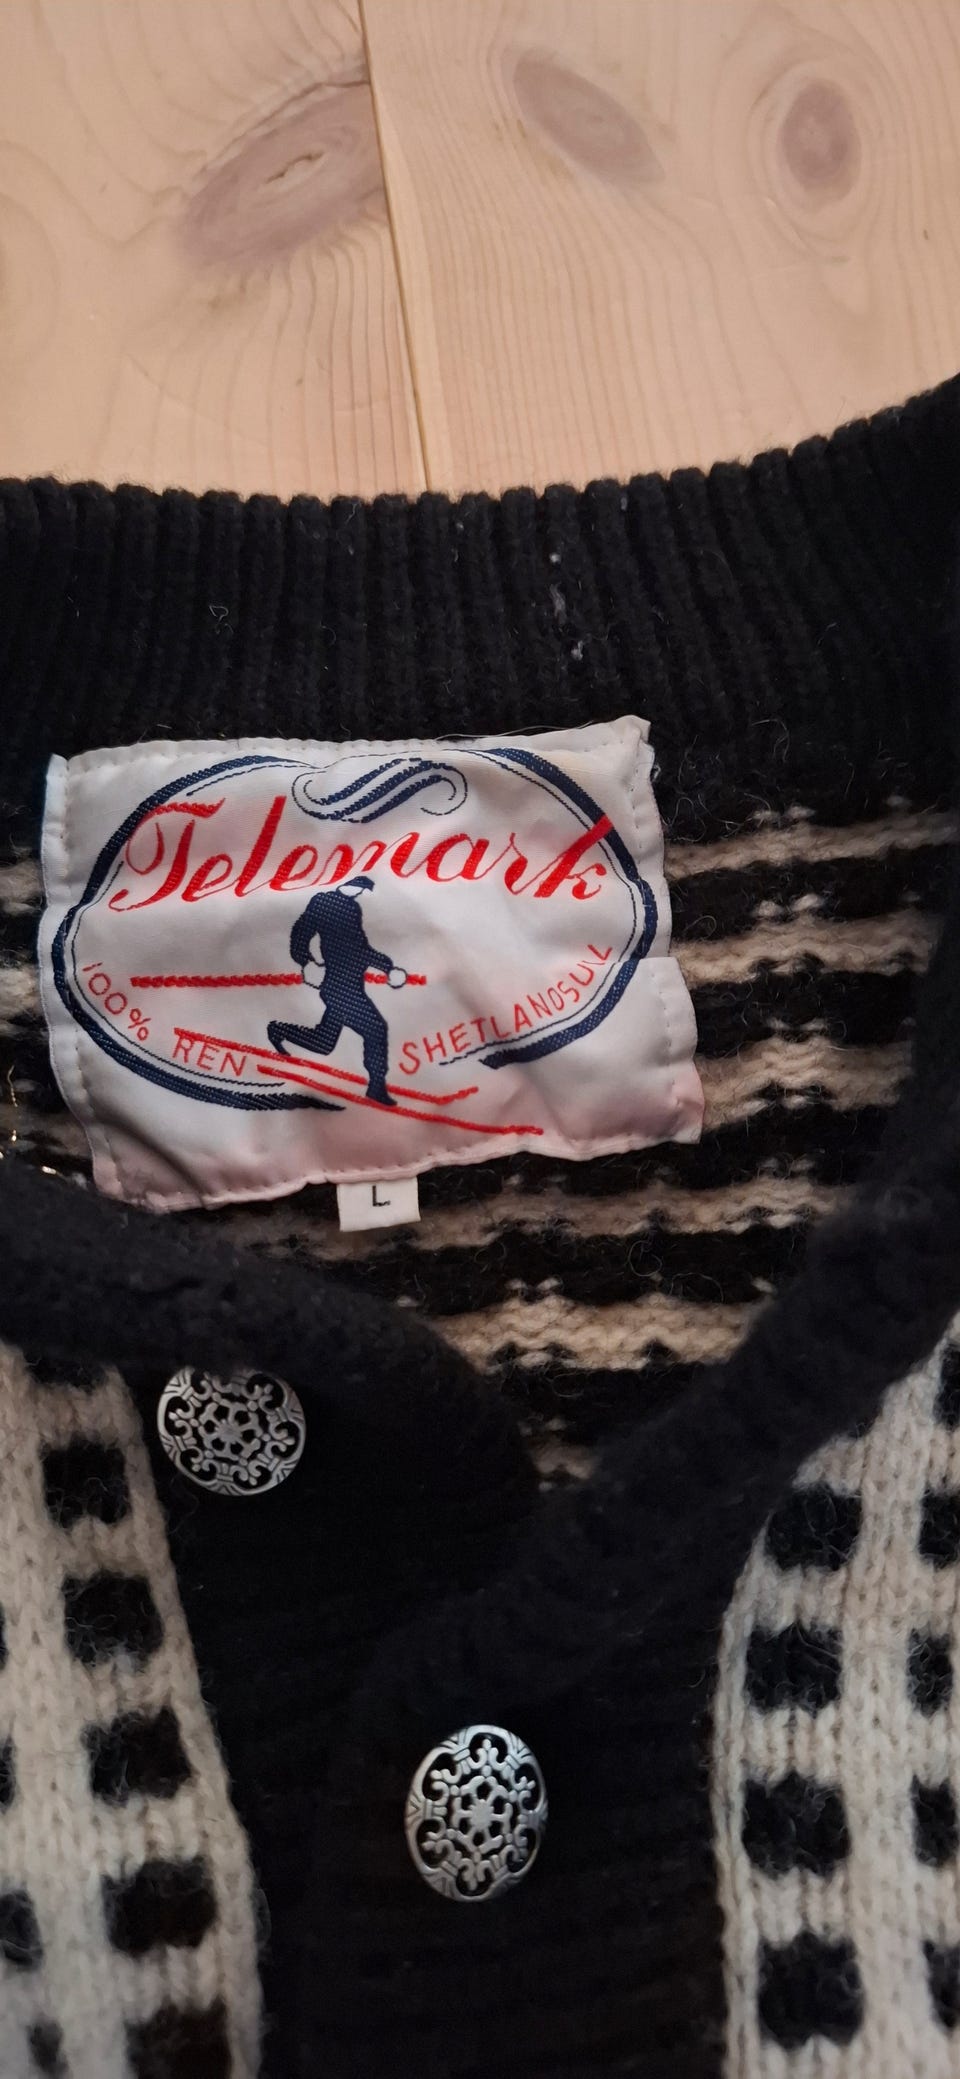 Telemark
100% REN SHETLANDSULL
L